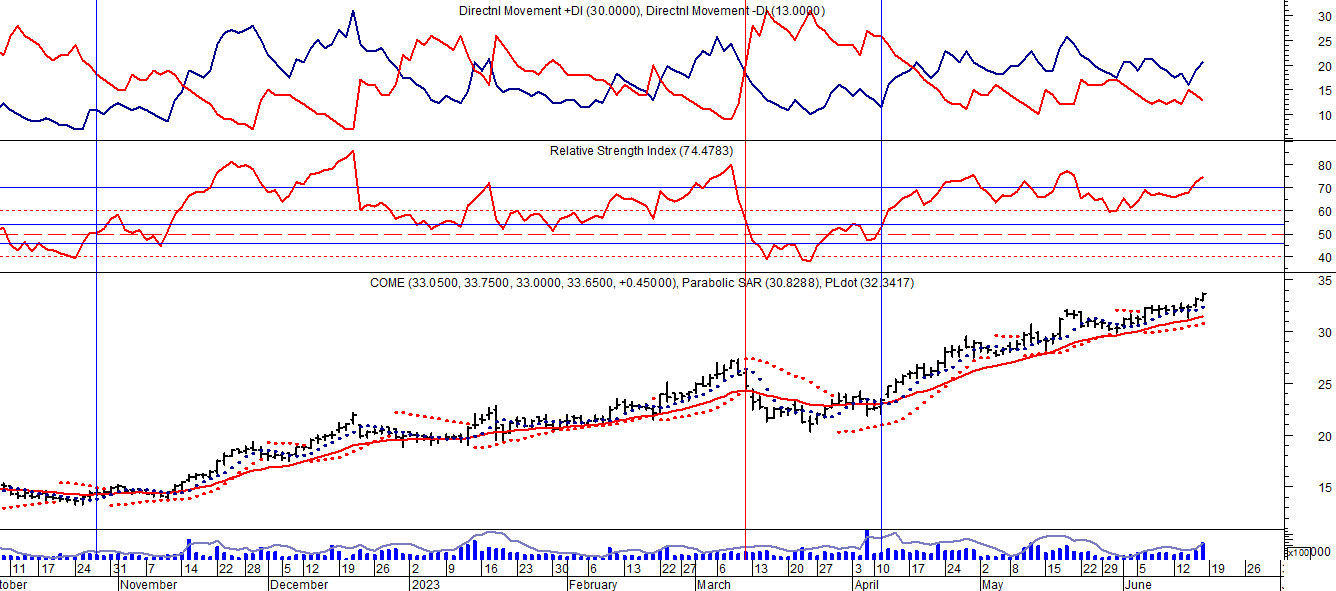 Directnl Movement +DI (30.0000), Directnl Movement -DI (13.0000)
30
25
20
15
10
Relative Strength Index (74.4783)
80
70
60
50
40
COME (33.0500, 33.7500, 33.0000, 33.6500, +0.45000), Parabolic SAR (30.8288), PLdot (32.3417)
35
30
25
20
15
x100 000
11 17 24 31 7 14 22 28 5 12 19 26 2 9 16 23 30 6 13 22 27 6 13 20 27 3 10 17 24 2 8 15 22 29 5 12 19 26
tober November December 2023 February March April May June